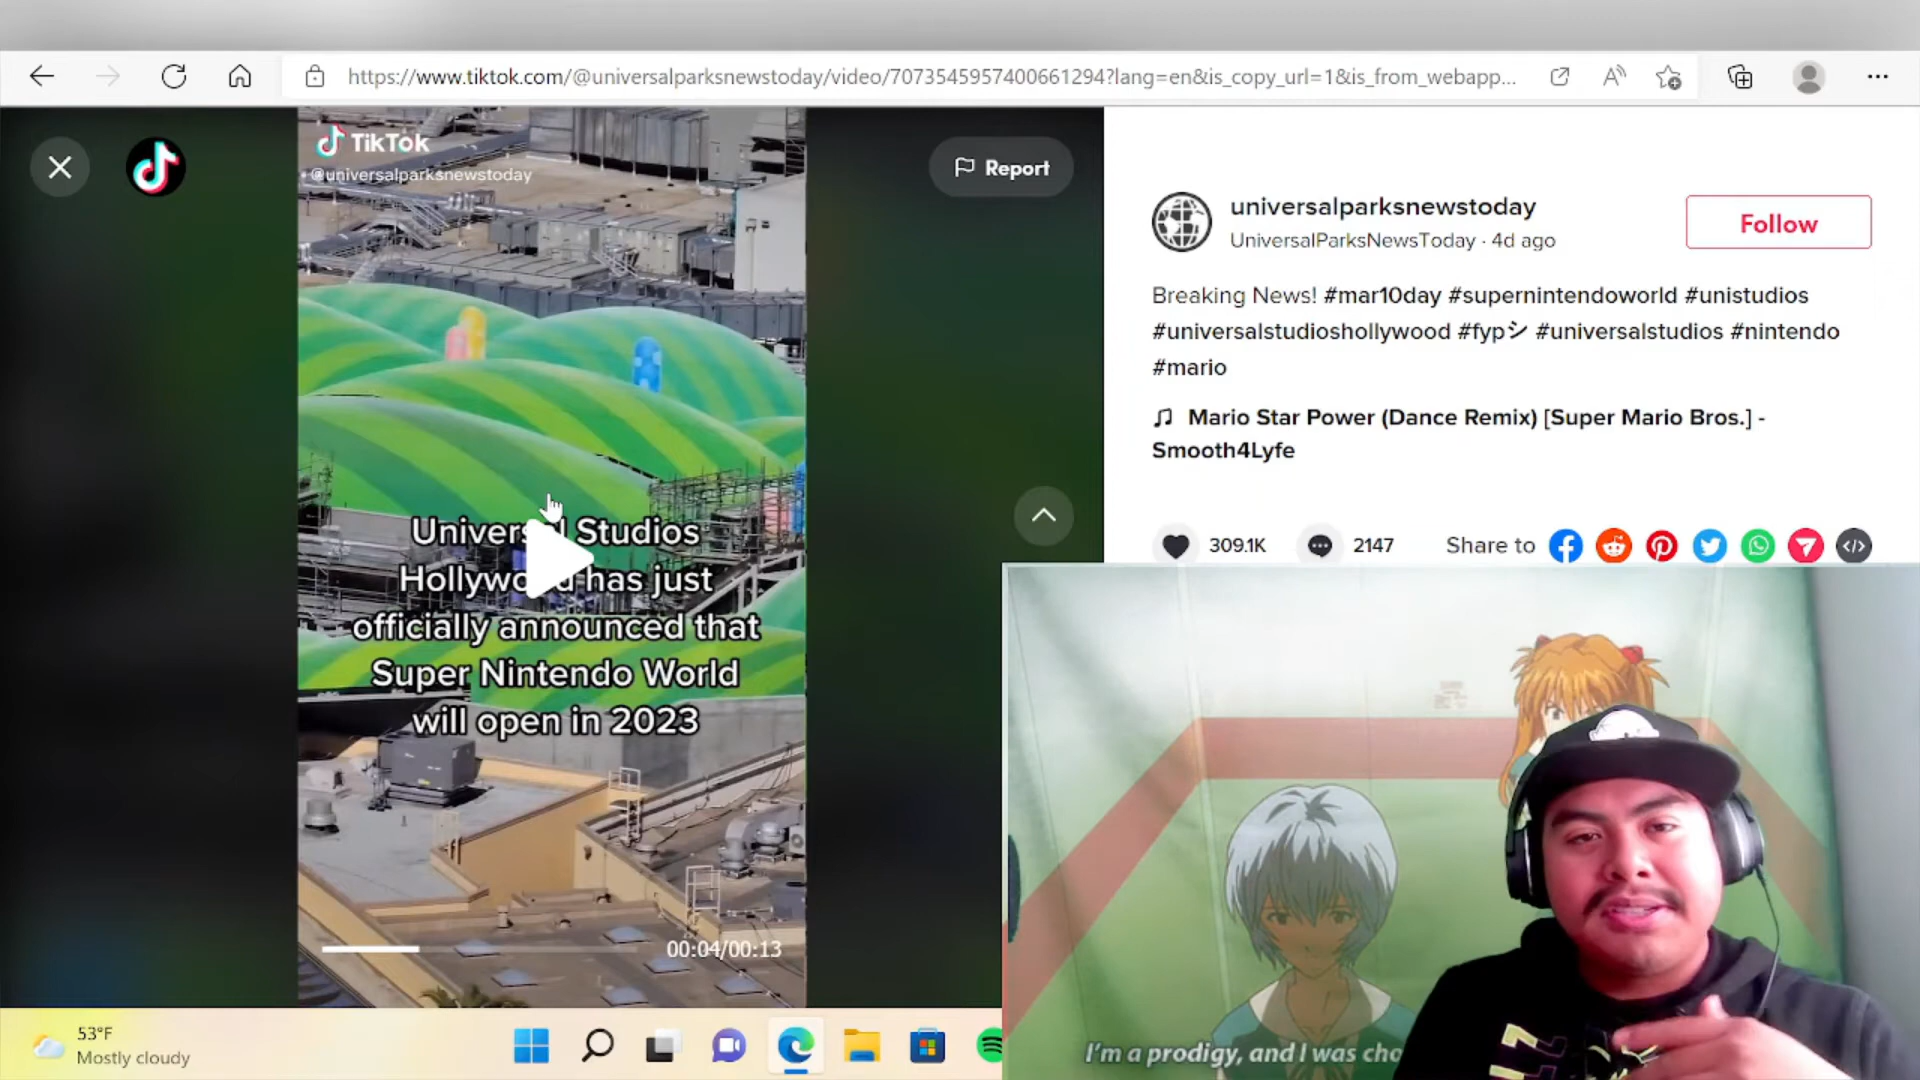 https://www.tiktok.com/@universalparksnewstoday/video/7073545957400661294?lang=en&is_copy_url=1&is_from_webapp...
TikTok
@universalparksnewstoday
Report
Universal Studios
Hollywood has just
officially announced that
Super Nintendo World
will open in 2023
00:04/00:13
universalparksnewstoday
UniversalParksNewsToday · 4d ago
Follow
Breaking News! #mar10day #supernintendoworld #unistudios
#universalstudioshollywood #fypシ #universalstudios #nintendo
#mario
Mario Star Power (Dance Remix) [Super Mario Bros.] -
Smooth4Lyfe
309.1K
2147
Share to
I'm a prodigy, and I was cho
53°F
Mostly cloudy